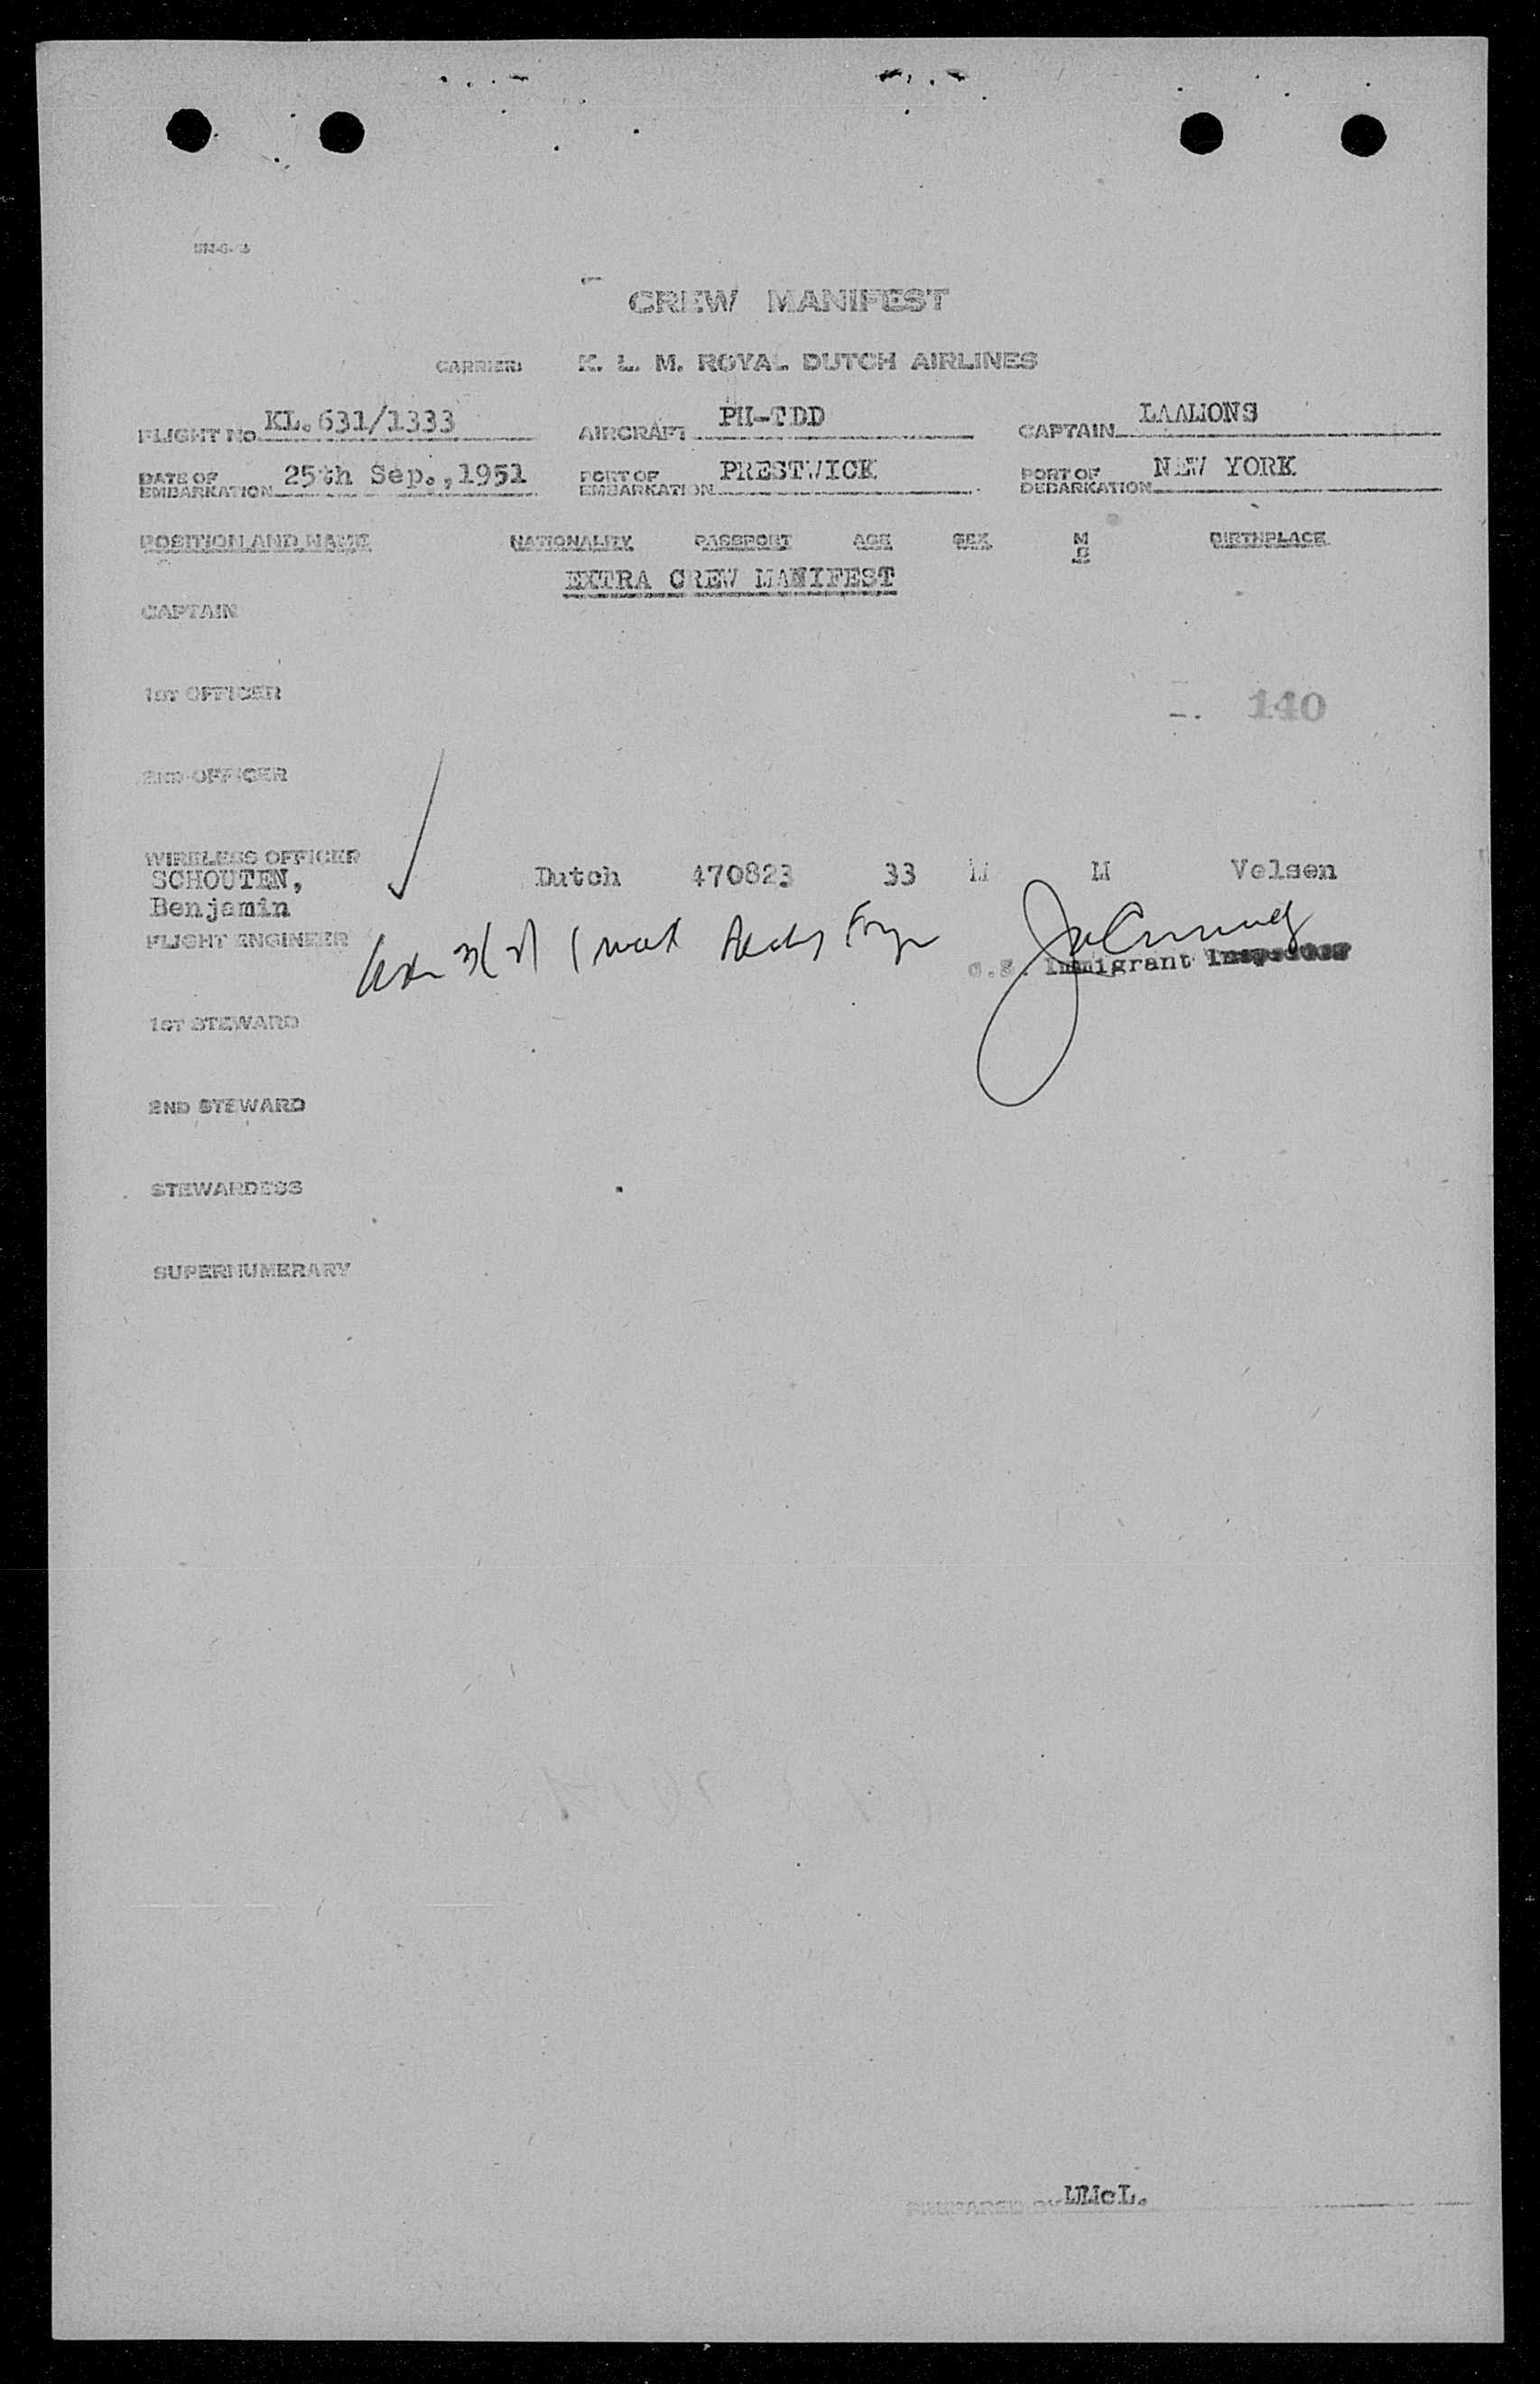 CREW MANIFEST
CARRIER: K. L. M. ROYAL DUTCH AIRLINES
FLIGHT No. KL.631/1333 AIRCRAFT PH-TDD CAPTAIN LAAMONS
DATE OF EMBARKATION 25th Sep.,1951 PORT OF EMBARKATION PRESTWICK PORT OF DEBARKATION NEW YORK
POSITION AND NAME NATIONALITY PASSPORT AGE SEX M S BIRTHPLACE
EXTRA CREW MANIFEST
CAPTAIN
1ST OFFICER
140
2ND OFFICER
WIRELESS OFFICER
SCHOUTEN, Dutch 470823 33 M M Velsen
Benjamin
FLIGHT ENGINEER
U.S. Immigrant Inspector
1ST STEWARD
2ND STEWARD
STEWARDESS
SUPERNUMERARY
PREPARED BY MMcL.